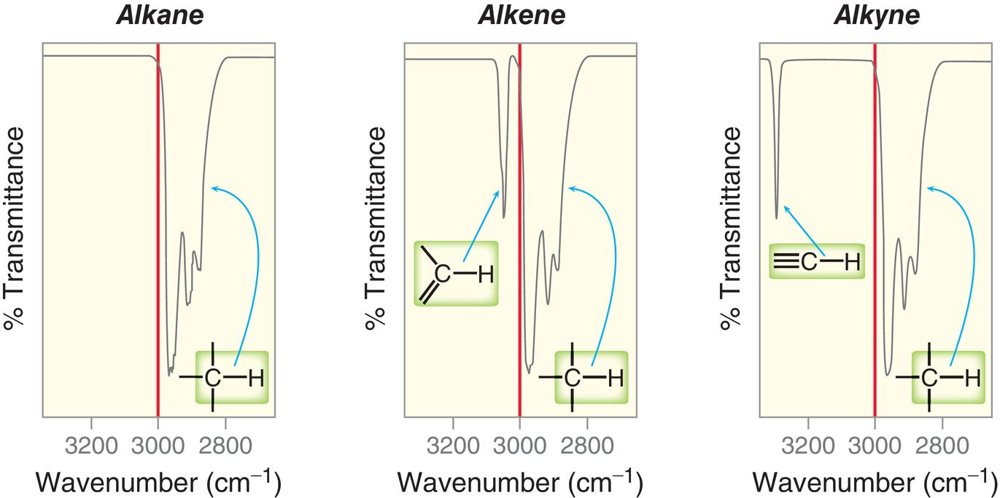 Alkane
% Transmittance
C—H
3200 3000 2800
Wavenumber (cm⁻¹)
Alkene
% Transmittance
C—H
C—H
3200 3000 2800
Wavenumber (cm⁻¹)
Alkyne
% Transmittance
≡C—H
C—H
3200 3000 2800
Wavenumber (cm⁻¹)